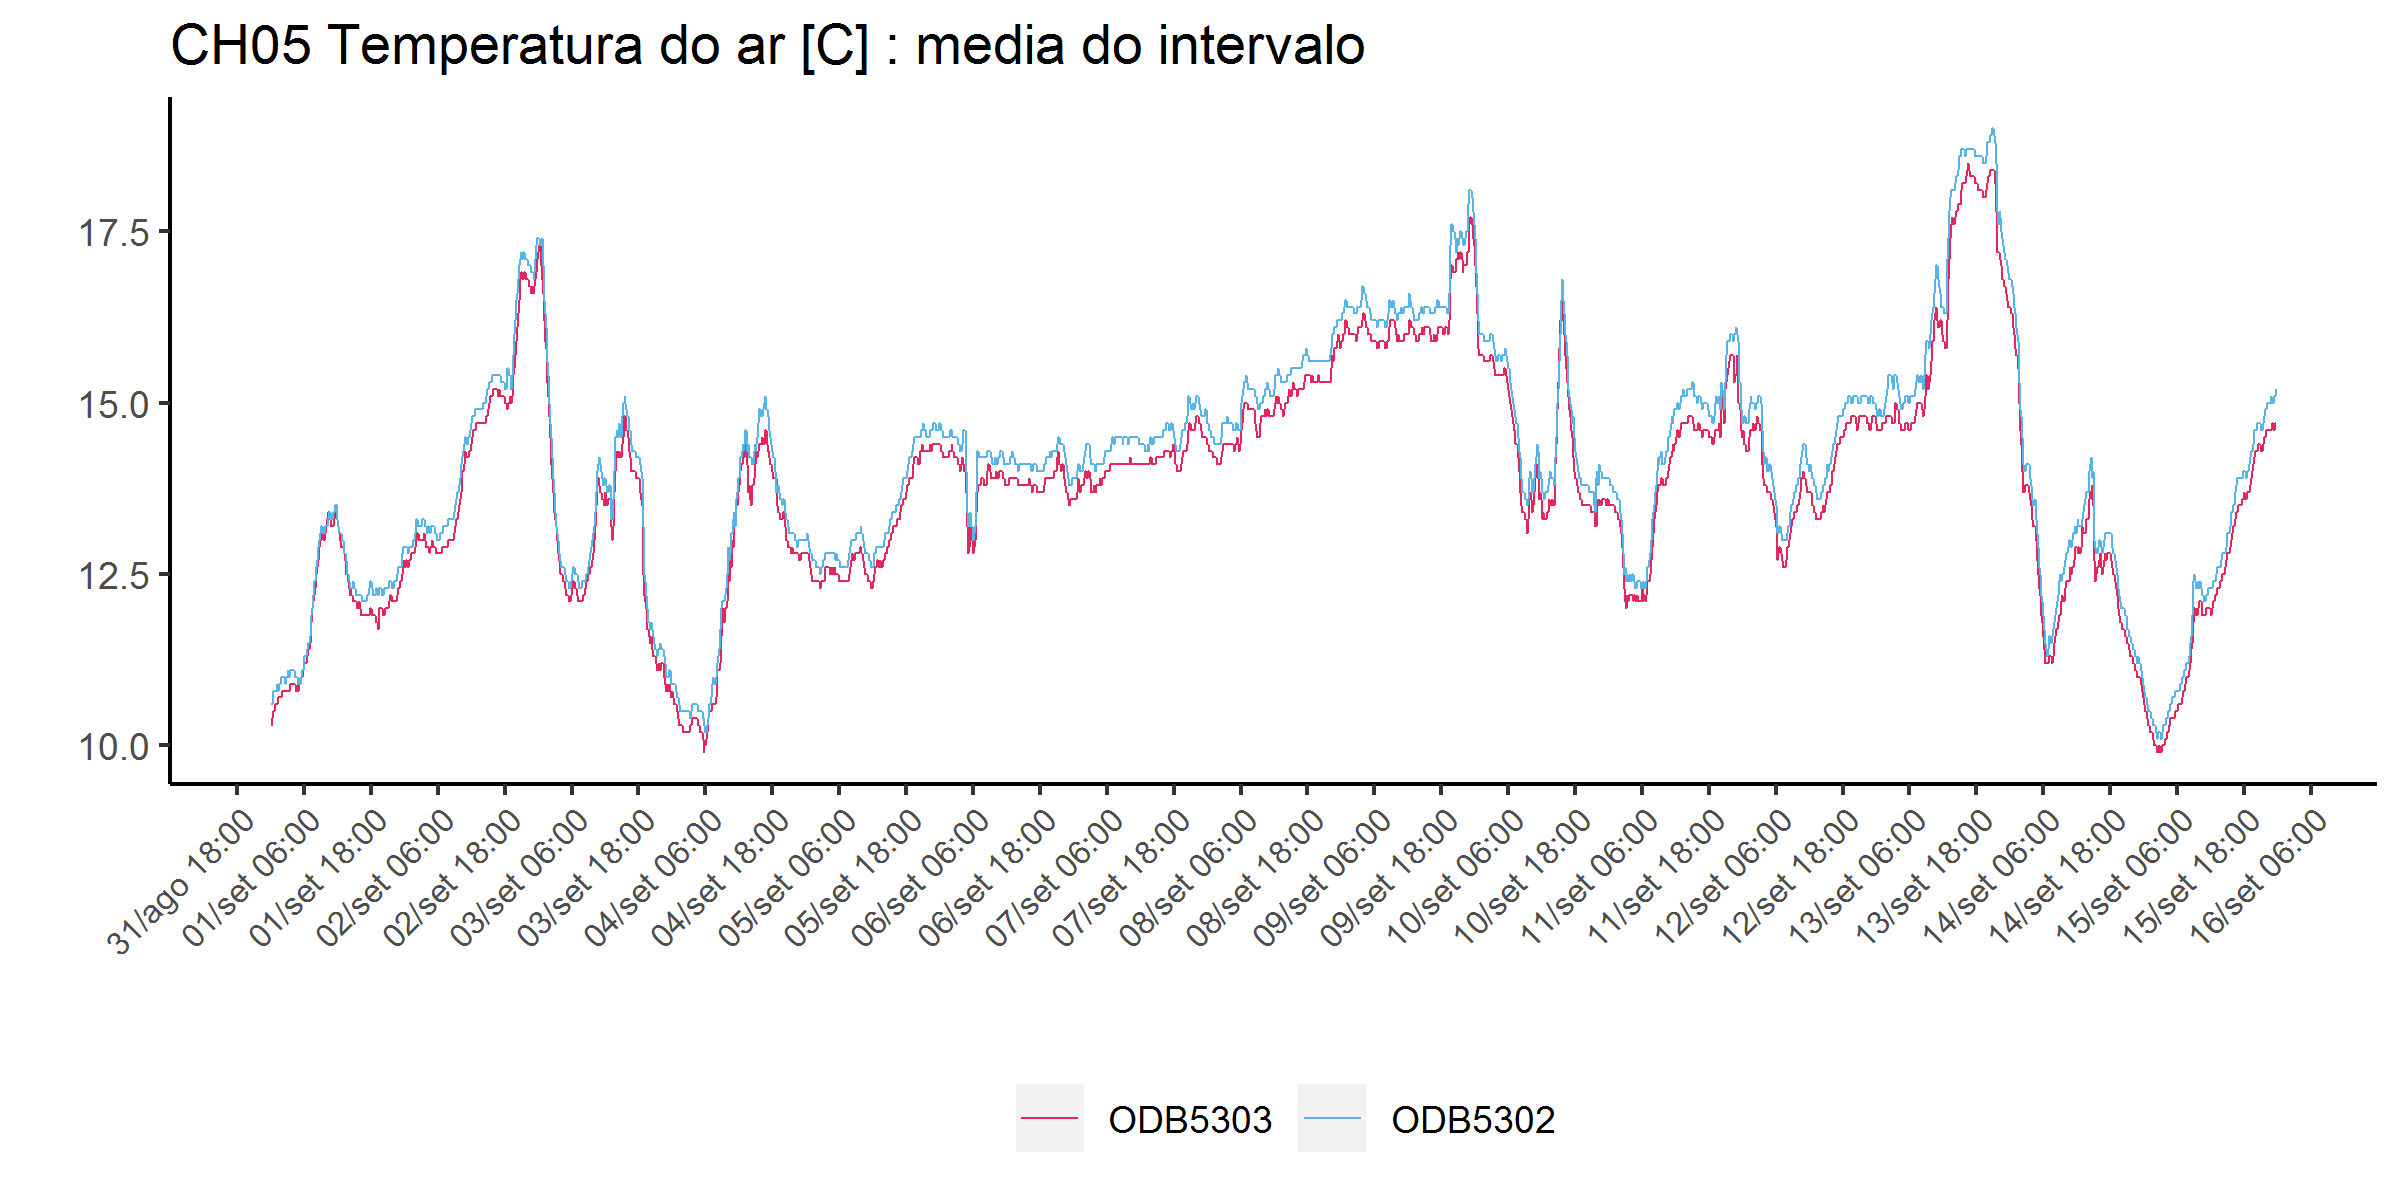 CH05 Temperatura do ar [C] : media do intervalo
17.5
15.0
12.5
10.0
31/ago 18:00
01/set 06:00
01/set 18:00
02/set 06:00
02/set 18:00
03/set 06:00
03/set 18:00
04/set 06:00
04/set 18:00
05/set 06:00
05/set 18:00
06/set 06:00
06/set 18:00
07/set 06:00
07/set 18:00
08/set 06:00
08/set 18:00
09/set 06:00
09/set 18:00
10/set 06:00
10/set 18:00
11/set 06:00
11/set 18:00
12/set 06:00
12/set 18:00
13/set 06:00
13/set 18:00
14/set 06:00
14/set 18:00
15/set 06:00
15/set 18:00
16/set 06:00
ODB5303 ODB5302